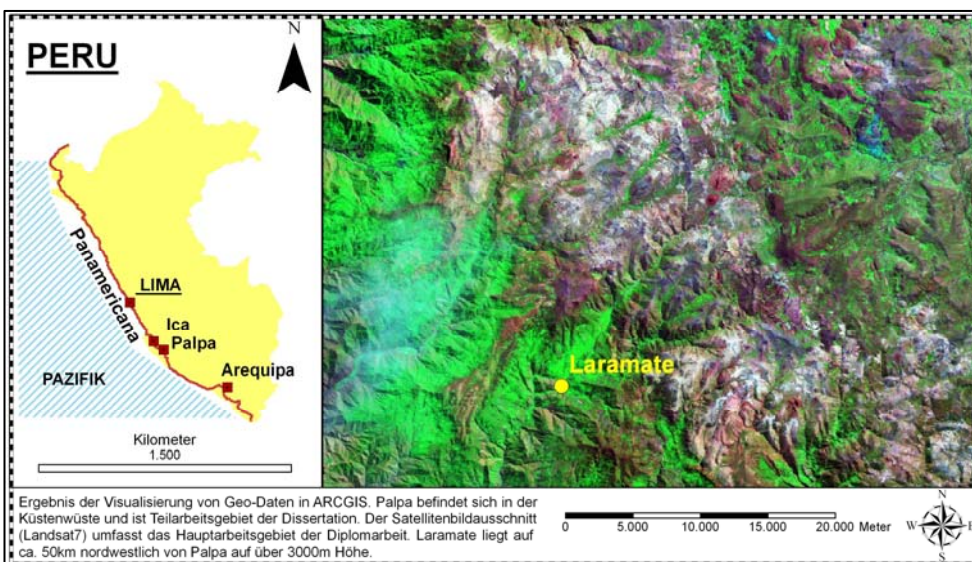 PERU
N
Panamericana
LIMA
Ica
Palpa
Arequipa
PAZIFIK
Kilometer
1.500
Laramate
Ergebnis der Visualisierung von Geo-Daten in ARCGIS. Palpa befindet sich in der
Küstenwüste und ist Teilarbeitsgebiet der Dissertation. Der Satellitenbildausschnitt
(Landsat7) umfasst das Hauptarbeitsgebiet der Diplomarbeit. Laramate liegt auf
ca. 50km nordwestlich von Palpa auf über 3000m Höhe.
0 5.000 10.000 15.000 20.000 Meter
N
W E
S